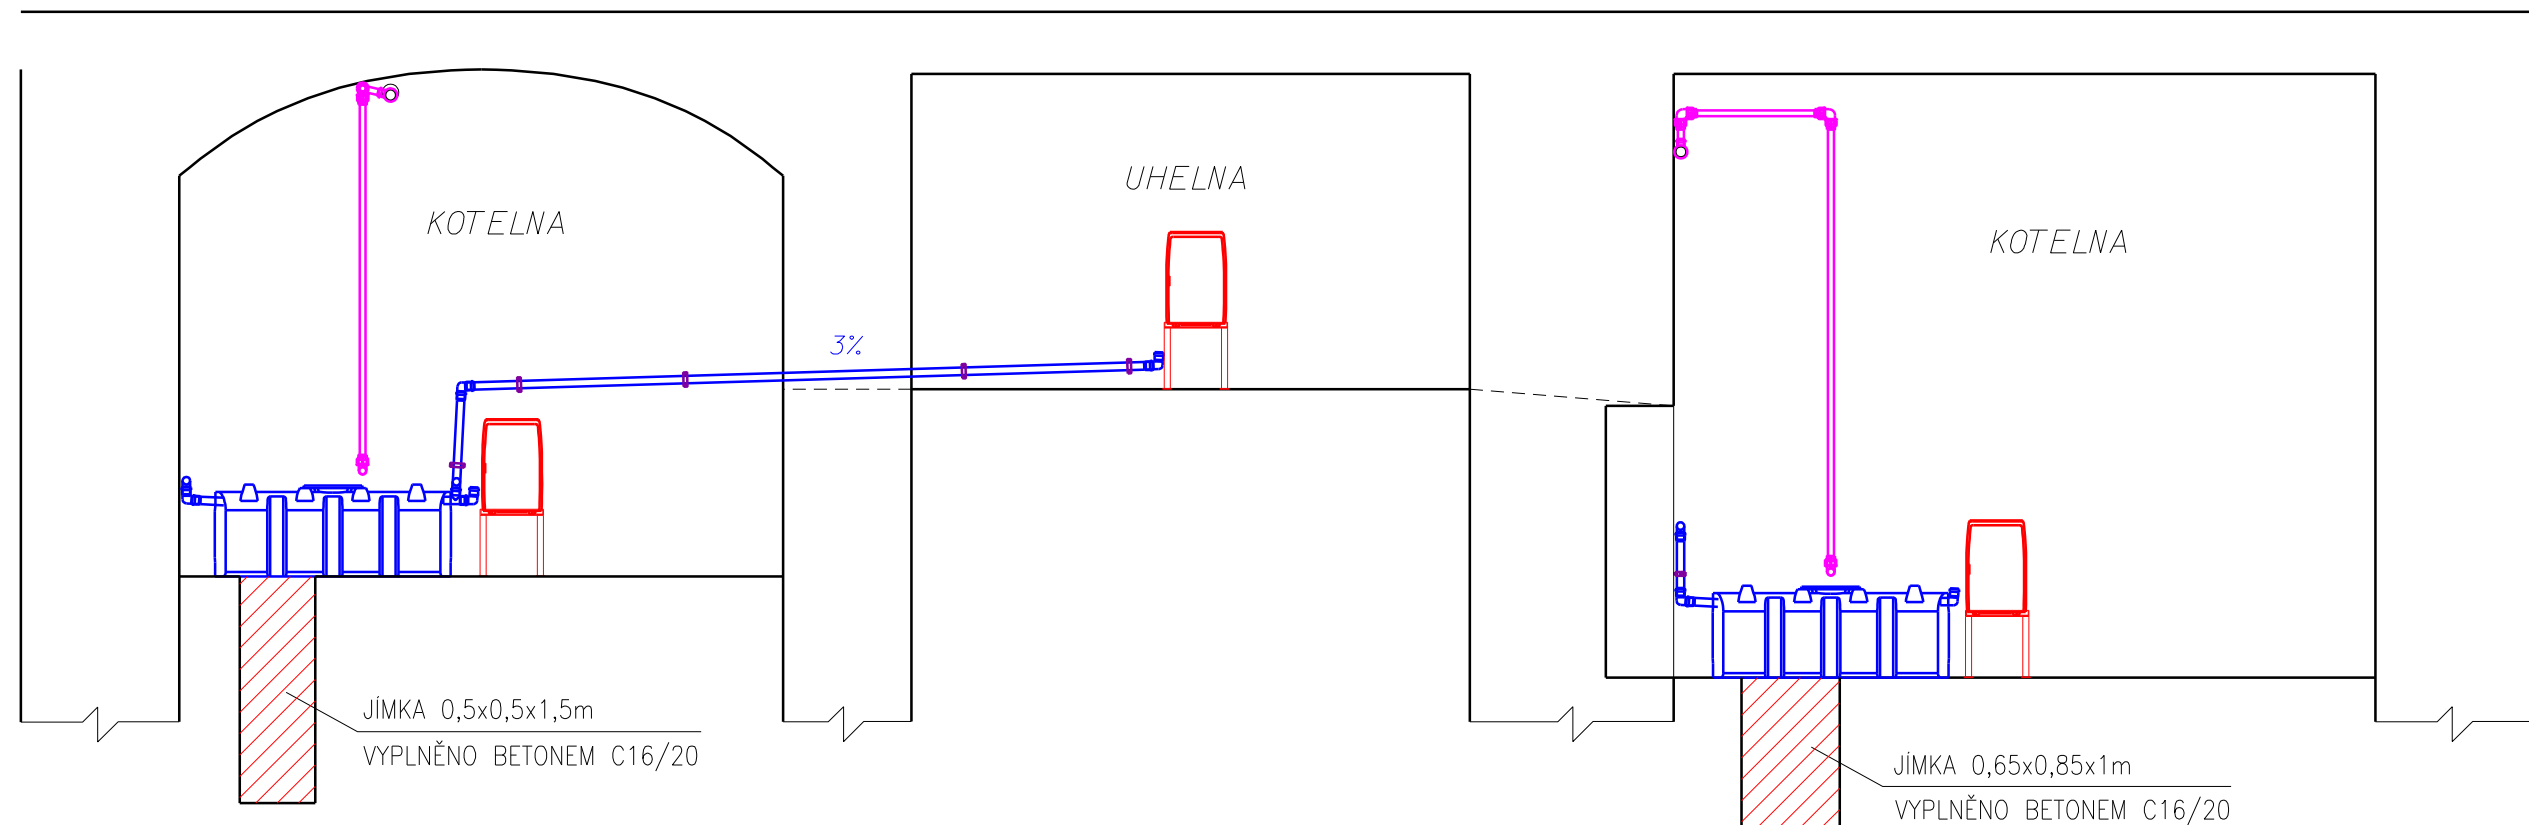 UHELNA
KOTELNA
KOTELNA
3%
JÍMKA 0,5x0,5x1,5m
VYPLNĚNO BETONEM C16/20
JÍMKA 0,65x0,85x1m
VYPLNĚNO BETONEM C16/20